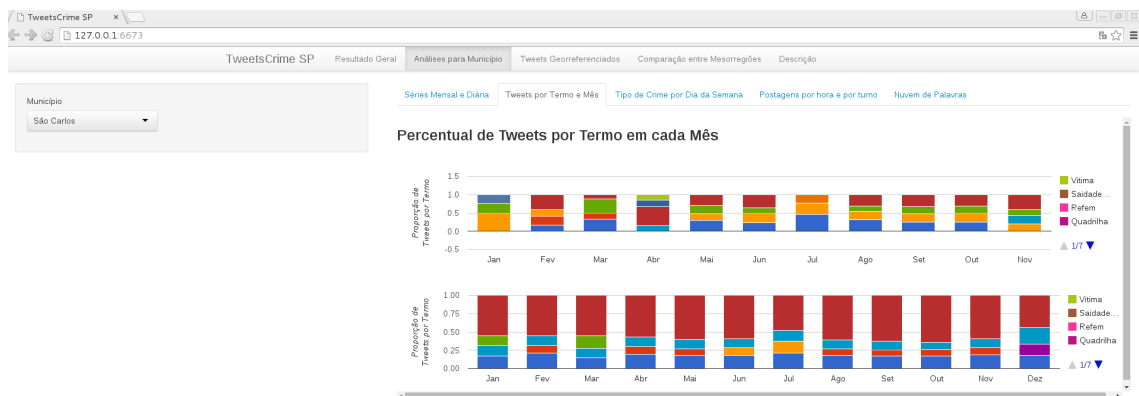 TweetsCrime SP
127.0.0.1:6673
TweetsCrime SP Resultado Geral Análises para Município Tweets Georreferenciados Comparação entre Mesorregiões Descrição
Município
São Carlos
Séries Mensal e Diária Tweets por Termo e Mês Tipo de Crime por Dia da Semana Postagens por hora e por turno Nuvem de Palavras
Percentual de Tweets por Termo em cada Mês
Proporção de
Tweets por Termo
1.5
1.0
0.5
0.0
-0.5
Jan Fev Mar Abr Mai Jun Jul Ago Set Out Nov
Vitima
Saidade...
Refem
Quadrilha
1/7
Proporção de
Tweets por Termo
1.00
0.75
0.50
0.25
0.00
Jan Fev Mar Abr Mai Jun Jul Ago Set Out Nov Dez
Vitima
Saidade...
Refem
Quadrilha
1/7